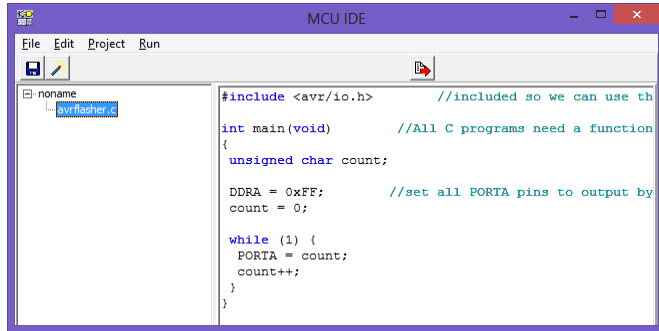 MCU IDE
File Edit Project Run
noname
avrflasher.c
#include <avr/io.h> //included so we can use th
int main(void) //All C programs need a function
{
unsigned char count;
DDRA = 0xFF; //set all PORTA pins to output by
count = 0;
while (1) {
PORTA = count;
count++;
}
}